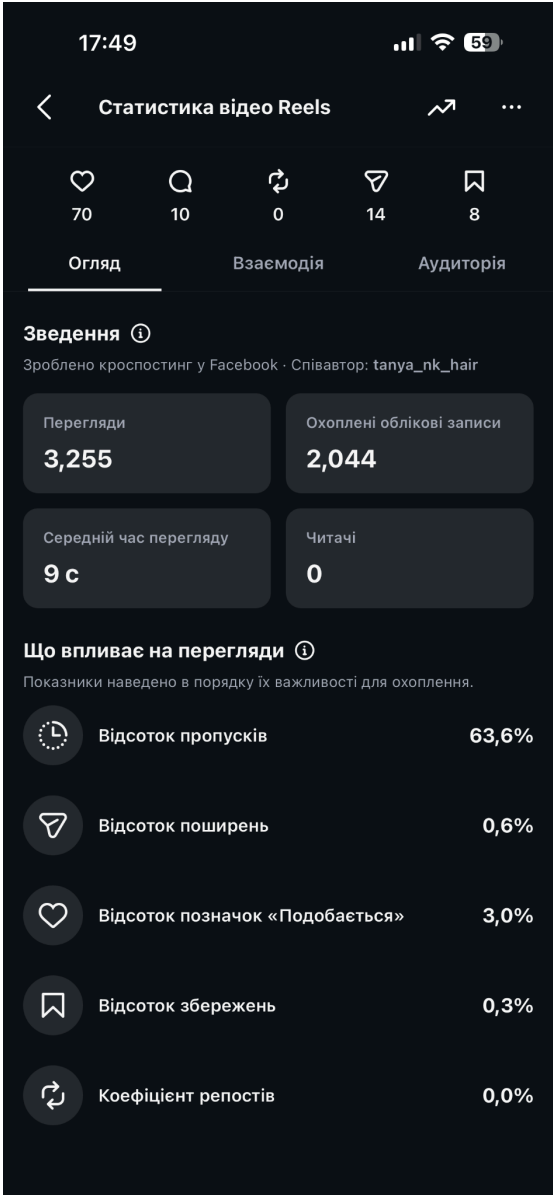 17:49
59
Статистика відео Reels
70
10
0
14
8
Огляд
Взаємодія
Аудиторія
Зведення
Зроблено кроспостинг у Facebook · Співавтор: tanya_nk_hair
Перегляди
3,255
Охоплені облікові записи
2,044
Середній час перегляду
9 с
Читачі
0
Що впливає на перегляди
Показники наведено в порядку їх важливості для охоплення.
Відсоток пропусків
63,6%
Відсоток поширень
0,6%
Відсоток позначок «Подобається»
3,0%
Відсоток збережень
0,3%
Коефіцієнт репостів
0,0%